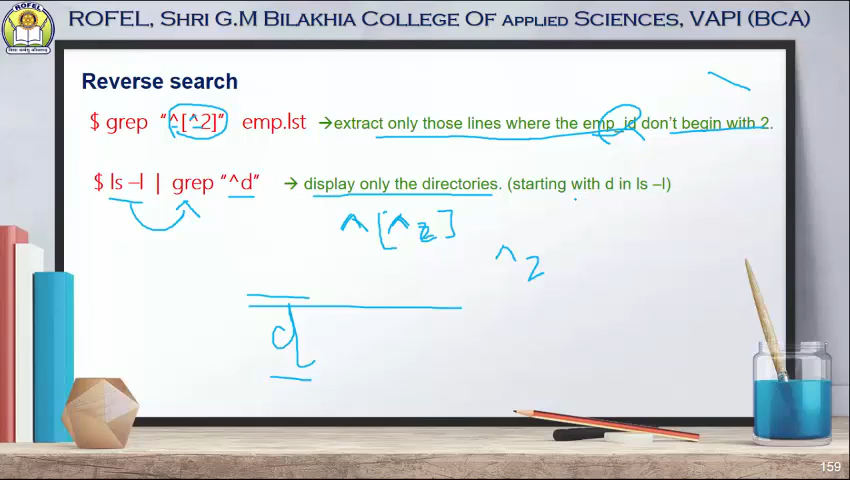 ROFEL, SHRI G.M BILAKHIA COLLEGE OF APPLIED SCIENCES, VAPI (BCA)
ROFEL
Reverse search
$ grep "^[^2]" emp.lst →extract only those lines where the emp_id don't begin with 2.
$ ls –l | grep "^d" → display only the directories. (starting with d in ls –l)
^[^2]
^2
d
159